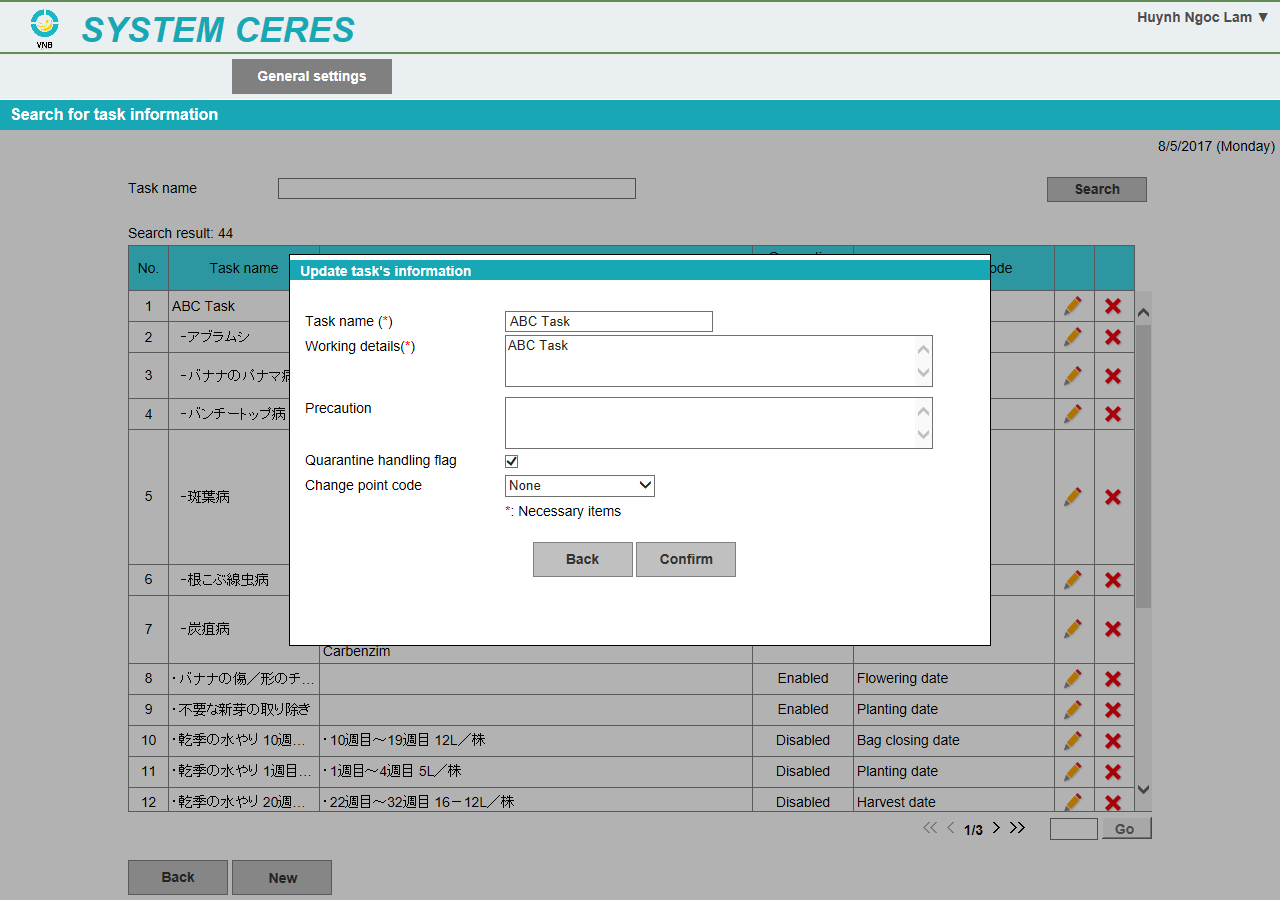 VNB
SYSTEM CERES
Huynh Ngoc Lam ▼
General settings
Search for task information
8/5/2017 (Monday)
Task name
Search
Search result: 44
No. Task name
Update task's information
Task name (*) ABC Task
Working details(*) ABC Task
Precaution
Quarantine handling flag
Change point code None
*: Necessary items
Back Confirm
1 ABC Task
2 -アブラムシ
3 -バナナのパナマ病
4 -バンチートップ病
5 -斑葉病
6 -根こぶ線虫病
7 -炭疽病
Carbenzim
8 ・バナナの傷/形のチ... Enabled Flowering date
9 ・不要な新芽の取り除き Enabled Planting date
10 ・乾季の水やり 10週... ・10週目~19週目 12L/株 Disabled Bag closing date
11 ・乾季の水やり 1週目... ・1週目~4週目 5L/株 Disabled Planting date
12 ・乾季の水やり 20週... ・22週目~32週目 16-12L/株 Disabled Harvest date
1/3 Go
Back New